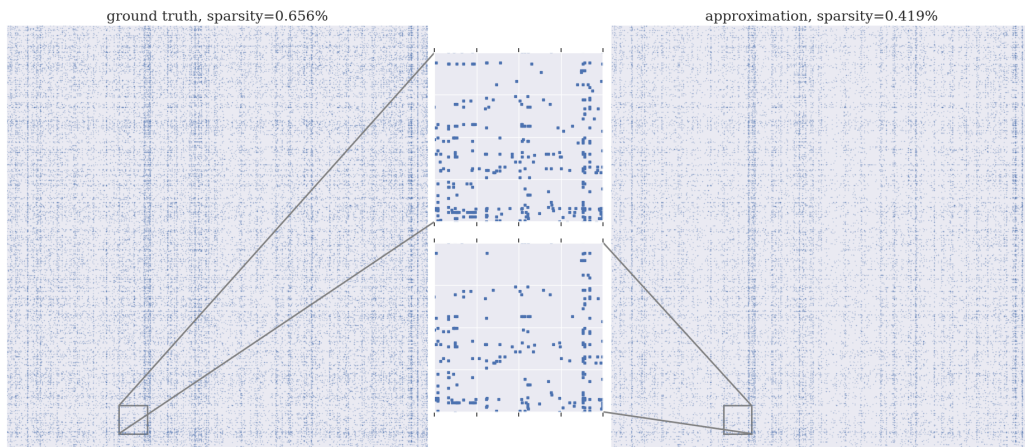 ground truth, sparsity=0.656%
approximation, sparsity=0.419%